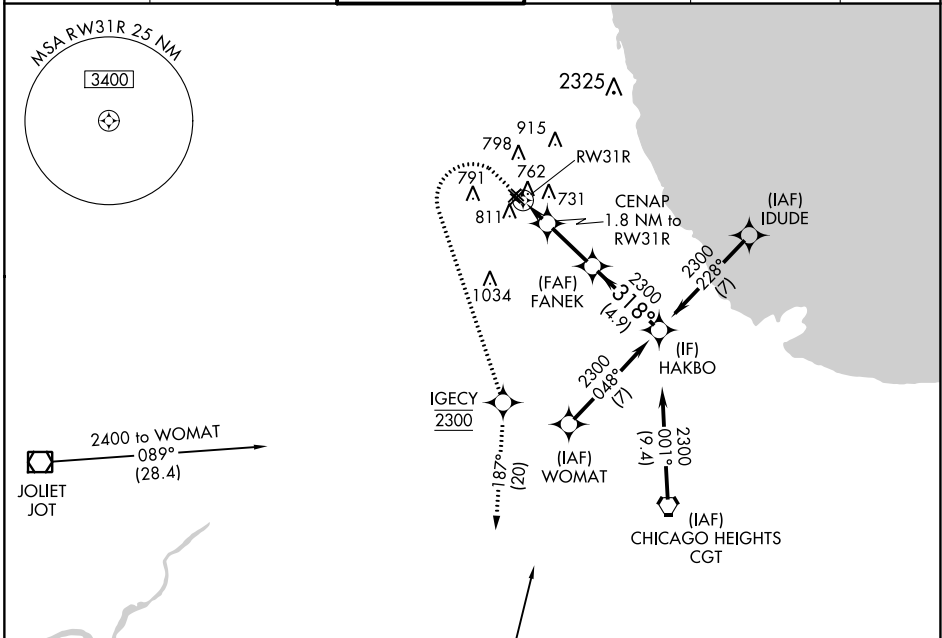 MSA RW31R 25 NM
3400
2325
915
798
RW31R
762
791
731
811
CENAP
1.8 NM to
RW31R
(IAF)
IDUDE
2300
228°
(7)
1034
(FAF)
FANEK
2300
318°
(4.9)
(IF)
HAKBO
2300
048°
(7)
IGECY
2300
(IAF)
WOMAT
2300
001°
(9.4)
2400 to WOMAT
089°
(28.4)
JOLIET
JOT
187°
(20)
(IAF)
CHICAGO HEIGHTS
CGT